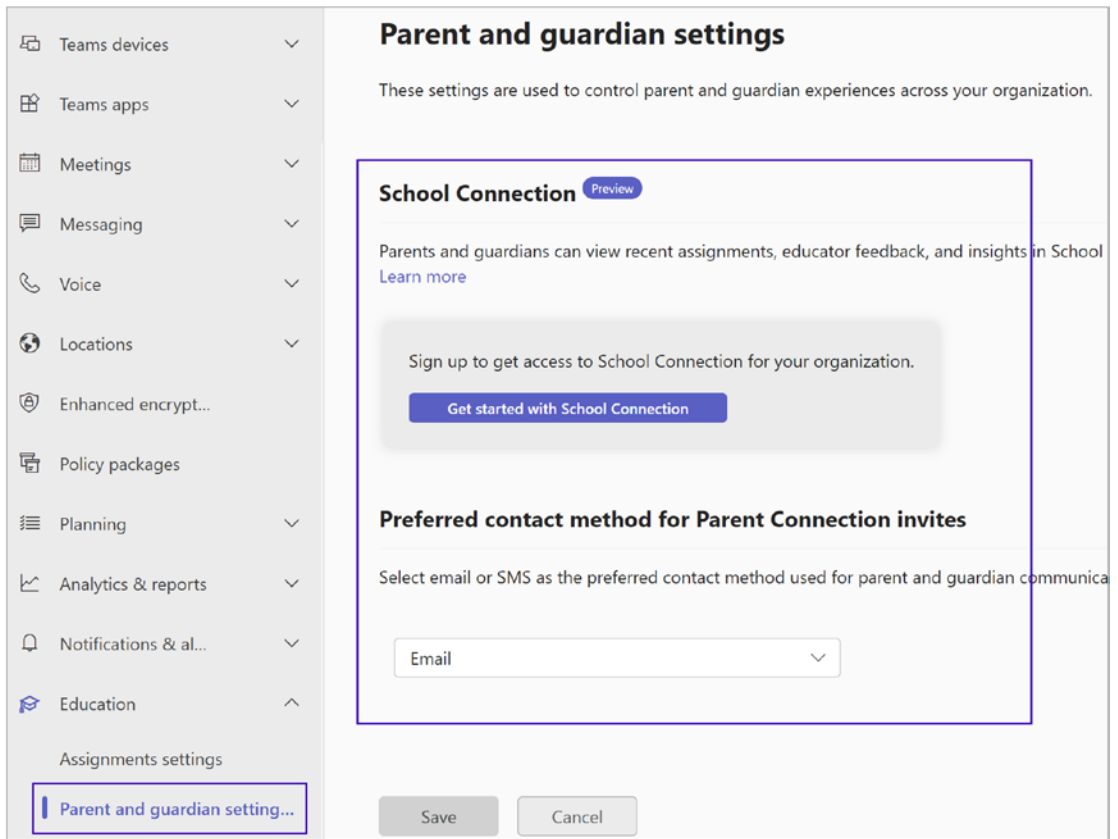 Teams devices
Teams apps
Meetings
Messaging
Voice
Locations
Enhanced encrypt...
Policy packages
Planning
Analytics & reports
Notifications & al...
Education
Assignments settings
Parent and guardian setting...
Parent and guardian settings
These settings are used to control parent and guardian experiences across your organization.
School Connection Preview
Parents and guardians can view recent assignments, educator feedback, and insights in School
Learn more
Sign up to get access to School Connection for your organization.
Get started with School Connection
Preferred contact method for Parent Connection invites
Select email or SMS as the preferred contact method used for parent and guardian communica
Email
Save Cancel